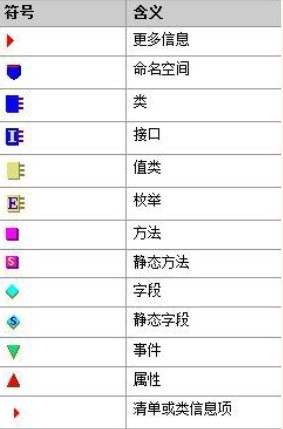 符号 含义
更多信息
命名空间
类
I 接口
值类
E 枚举
方法
S 静态方法
字段
S 静态字段
事件
属性
清单或类信息项